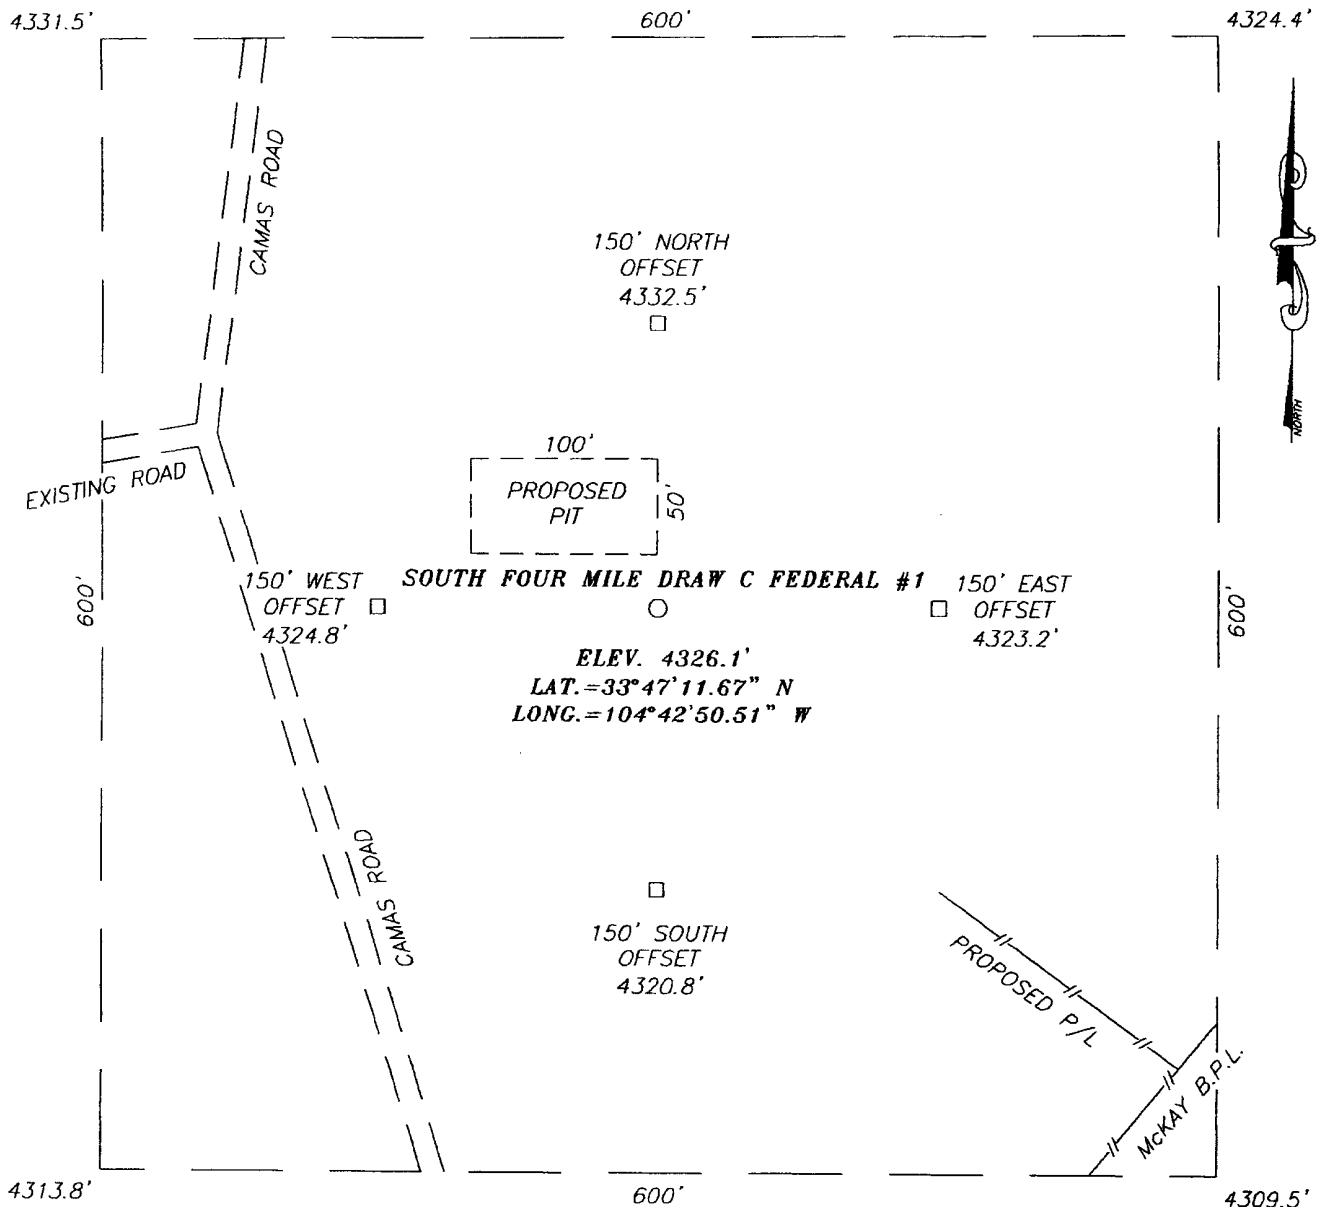 4331.5'
600'
4324.4'
CAMAS ROAD
150' NORTH
OFFSET
4332.5'
NORTH
100'
PROPOSED
PIT
50'
EXISTING ROAD
600'
150' WEST
OFFSET
4324.8'
SOUTH FOUR MILE DRAW C FEDERAL #1
150' EAST
OFFSET
4323.2'
600'
ELEV. 4326.1'
LAT.=33°47'11.67" N
LONG.=104°42'50.51" W
CAMAS ROAD
150' SOUTH
OFFSET
4320.8'
PROPOSED P/L
McKAY B.P.L.
4313.8'
600'
4309.5'